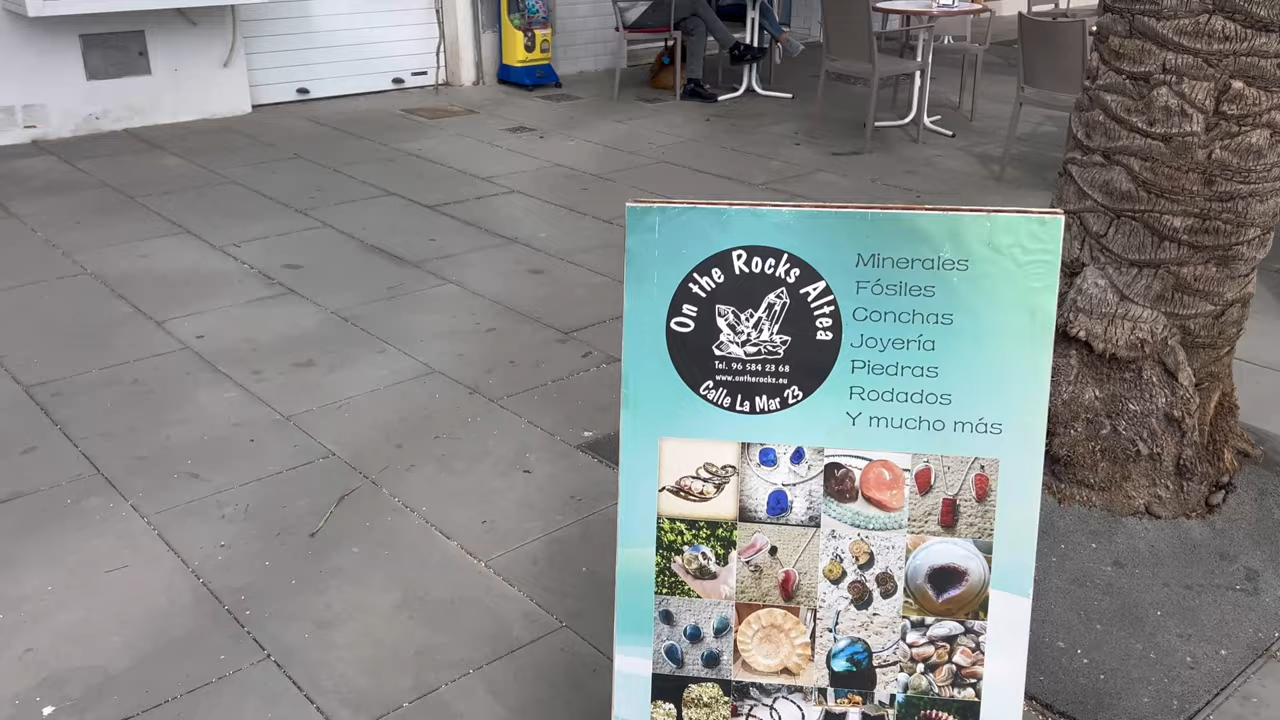 On the Rocks Altea
Tel. 96 584 23 68
www.ontherocks.eu
Calle La Mar 23
Minerales
Fósiles
Conchas
Joyería
Piedras
Rodados
Y mucho más